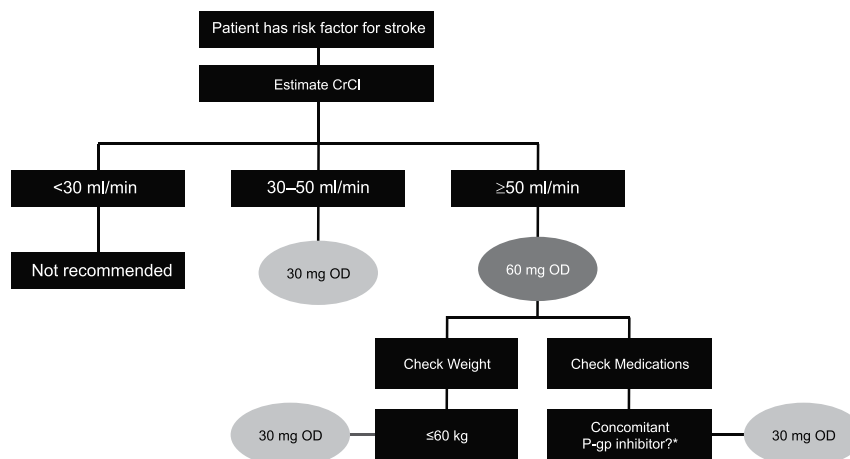 Patient has risk factor for stroke
Estimate CrCl
<30 ml/min
30–50 ml/min
≥50 ml/min
Not recommended
30 mg OD
60 mg OD
Check Weight
Check Medications
30 mg OD
≤60 kg
Concomitant
P-gp inhibitor?*
30 mg OD